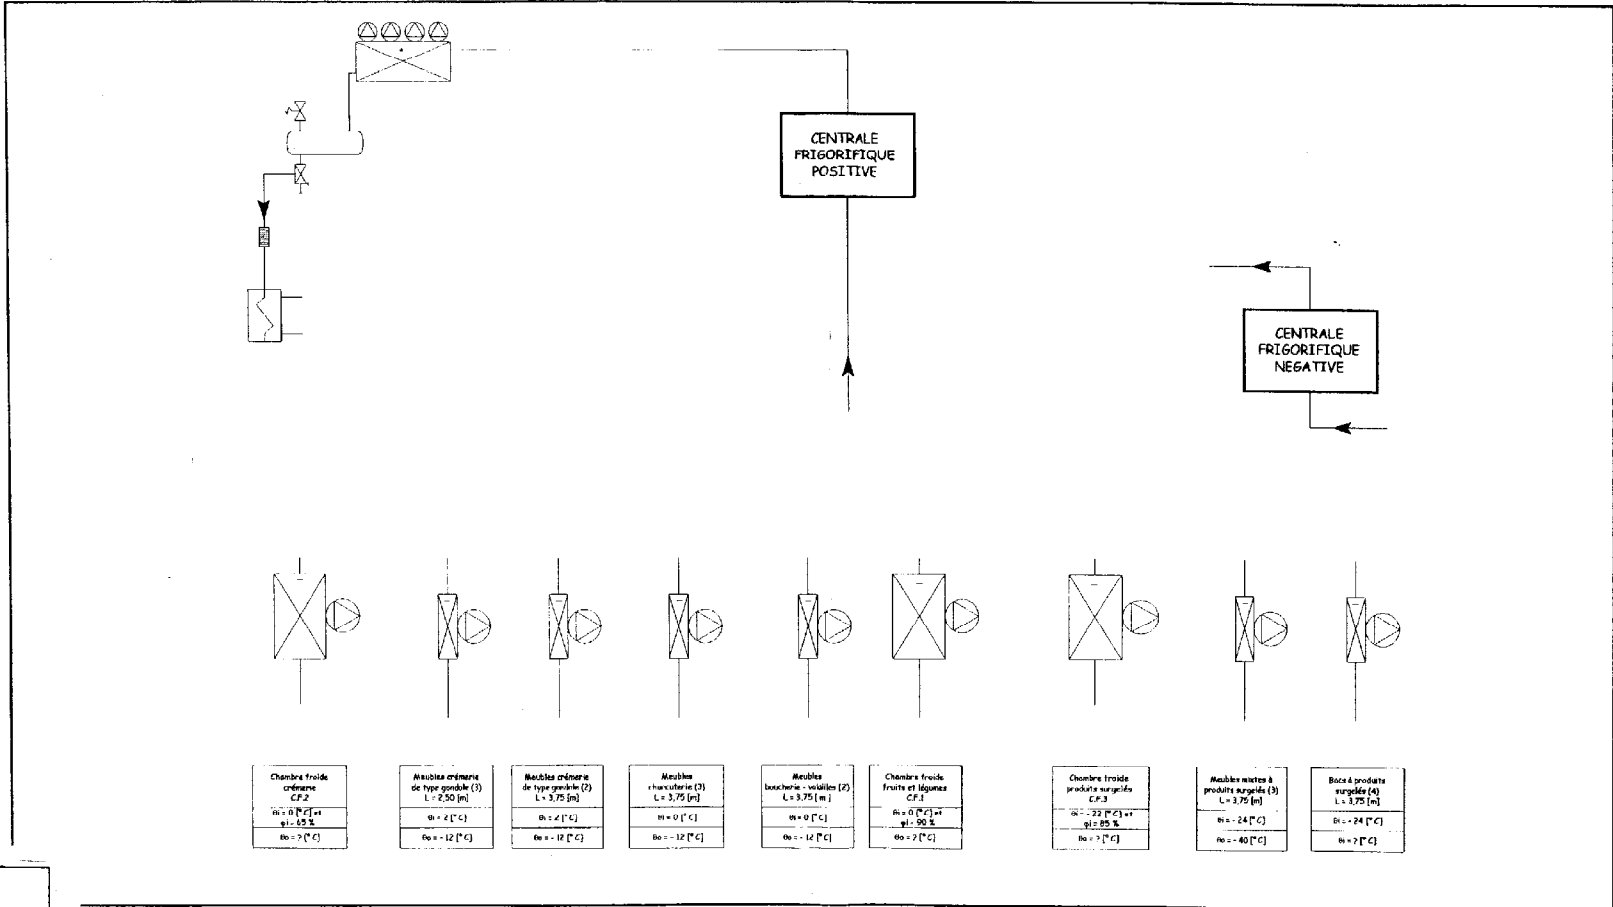 CENTRALE
FRIGORIFIQUE
POSITIVE
CENTRALE
FRIGORIFIQUE
NEGATIVE
Chambre froide
crémerie
C.F.2
θi = 0 [°C] et
φi = 65 %
θo = ? [°C]
Meubles crémerie
de type gondole (3)
L = 2,50 [m]
θi = 2 [°C]
θo = - 12 [°C]
Meubles crémerie
de type gondole (2)
L = 3,75 [m]
θi = 2 [°C]
θo = - 12 [°C]
Meubles
charcuterie (3)
L = 3,75 [m]
θi = 0 [°C]
θo = - 12 [°C]
Meubles
boucherie - volailles (2)
L = 3,75 [m]
θi = 0 [°C]
θo = - 12 [°C]
Chambre froide
fruits et légumes
C.F.1
θi = 0 [°C] et
φi = 90 %
θo = ? [°C]
Chambre froide
produits surgelés
C.F.3
θi = - 22 [°C] et
φi = 85 %
θo = ? [°C]
Meubles mixtes à
produits surgelés (3)
L = 3,75 [m]
θi = - 24 [°C]
θo = - 40 [°C]
Bacs à produits
surgelés (4)
L = 3,75 [m]
θi = - 24 [°C]
θi = ? [°C]